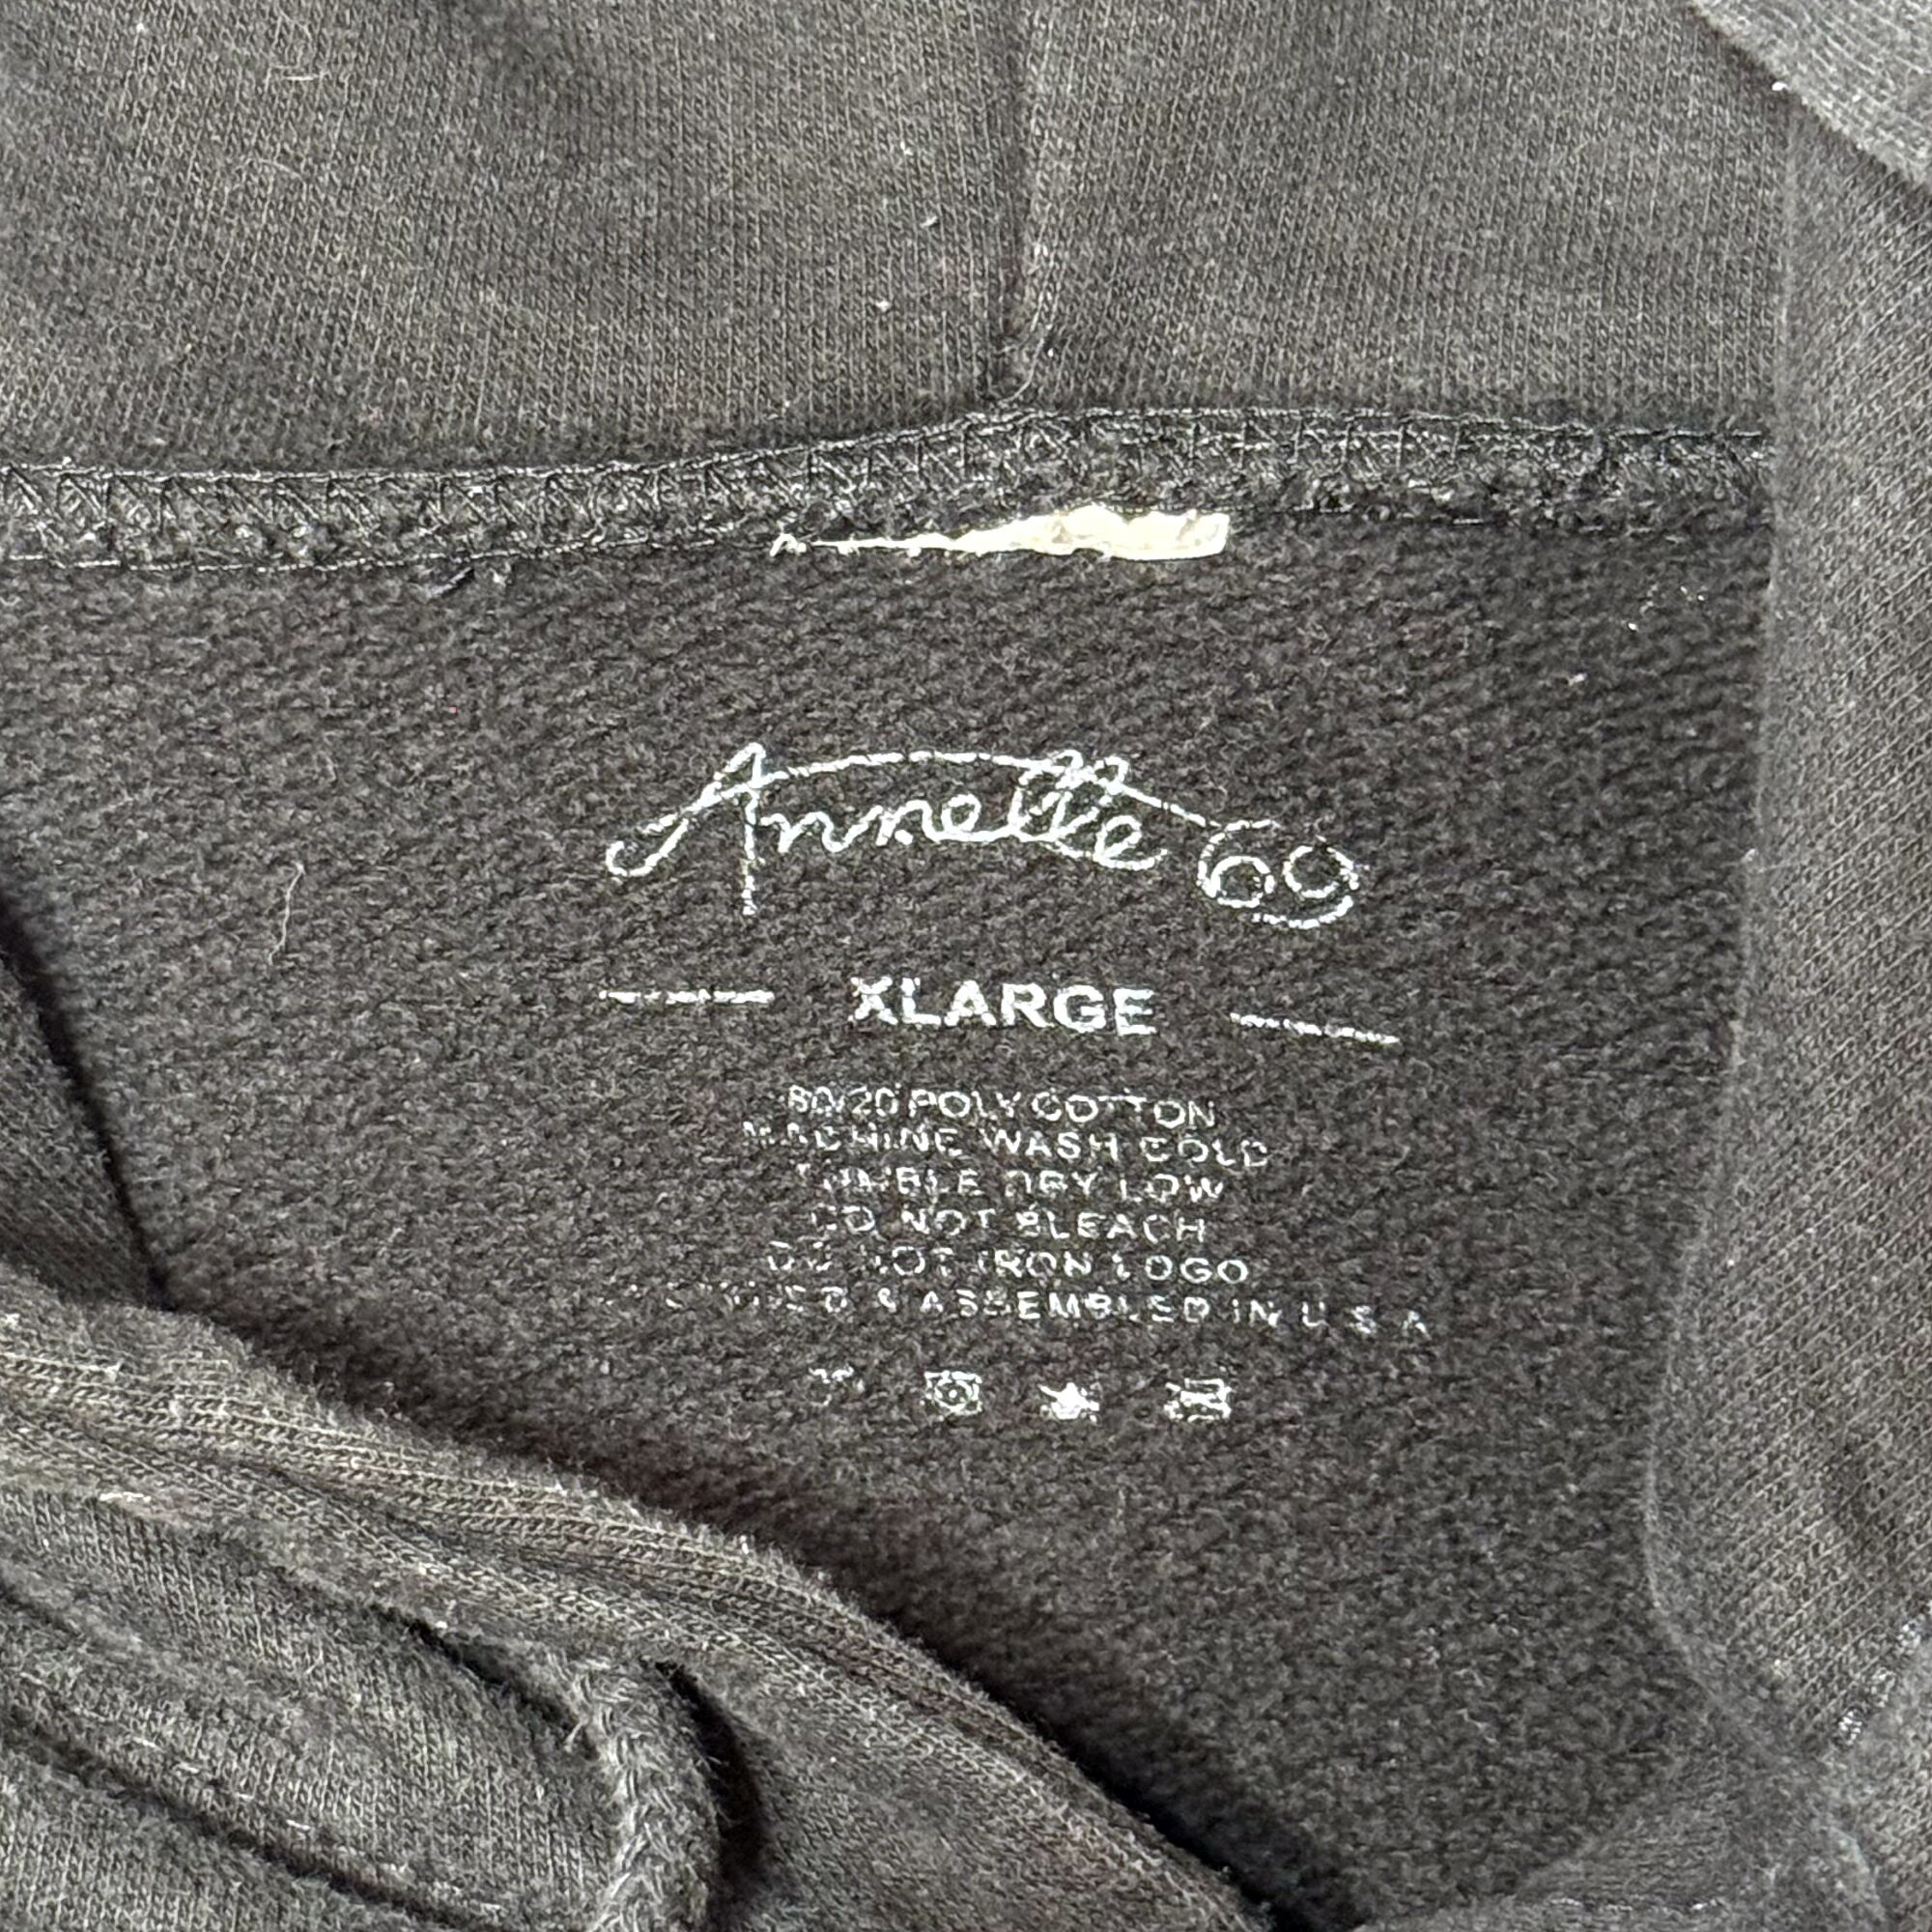 Annette 69
XLARGE
80/20 POLY COTTON
MACHINE WASH COLD
TUMBLE DRY LOW
DO NOT BLEACH
DO NOT IRON LOGO
& ASSEMBLED IN U S A